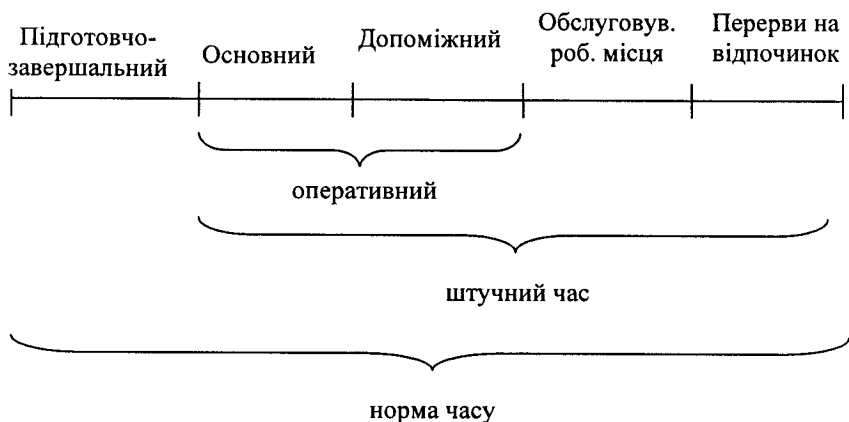 Підготовчо-
завершальний
Основний
Допоміжний
Обслуговув.
роб. місця
Перерви на
відпочинок
оперативний
штучний час
норма часу